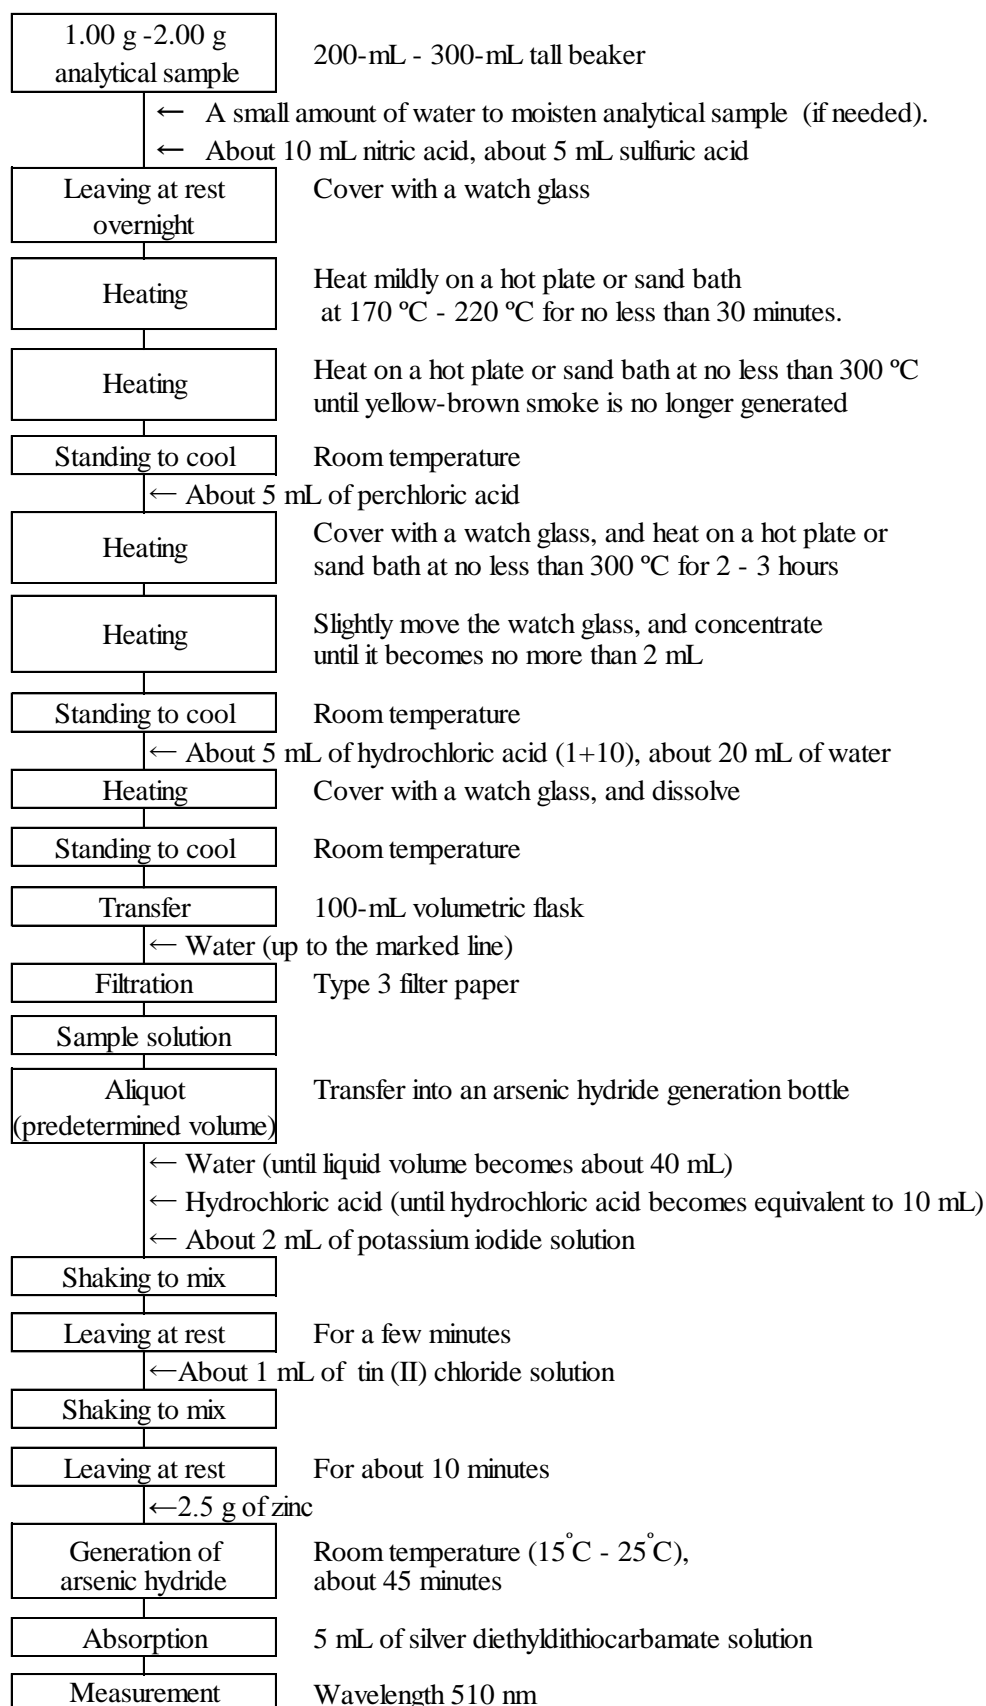 1.00 g -2.00 g
analytical sample
200-mL - 300-mL tall beaker
← A small amount of water to moisten analytical sample (if needed).
← About 10 mL nitric acid, about 5 mL sulfuric acid
Leaving at rest
overnight
Cover with a watch glass
Heating
Heat mildly on a hot plate or sand bath
at 170 ºC - 220 ºC for no less than 30 minutes.
Heating
Heat on a hot plate or sand bath at no less than 300 ºC
until yellow-brown smoke is no longer generated
Standing to cool
Room temperature
← About 5 mL of perchloric acid
Heating
Cover with a watch glass, and heat on a hot plate or
sand bath at no less than 300 ºC for 2 - 3 hours
Heating
Slightly move the watch glass, and concentrate
until it becomes no more than 2 mL
Standing to cool
Room temperature
← About 5 mL of hydrochloric acid (1+10), about 20 mL of water
Heating
Cover with a watch glass, and dissolve
Standing to cool
Room temperature
Transfer
100-mL volumetric flask
← Water (up to the marked line)
Filtration
Type 3 filter paper
Sample solution
Aliquot
(predetermined volume)
Transfer into an arsenic hydride generation bottle
← Water (until liquid volume becomes about 40 mL)
← Hydrochloric acid (until hydrochloric acid becomes equivalent to 10 mL)
← About 2 mL of potassium iodide solution
Shaking to mix
Leaving at rest
For a few minutes
←About 1 mL of tin (II) chloride solution
Shaking to mix
Leaving at rest
For about 10 minutes
←2.5 g of zinc
Generation of
arsenic hydride
Room temperature (15˚C - 25˚C),
about 45 minutes
Absorption
5 mL of silver diethyldithiocarbamate solution
Measurement
Wavelength 510 nm